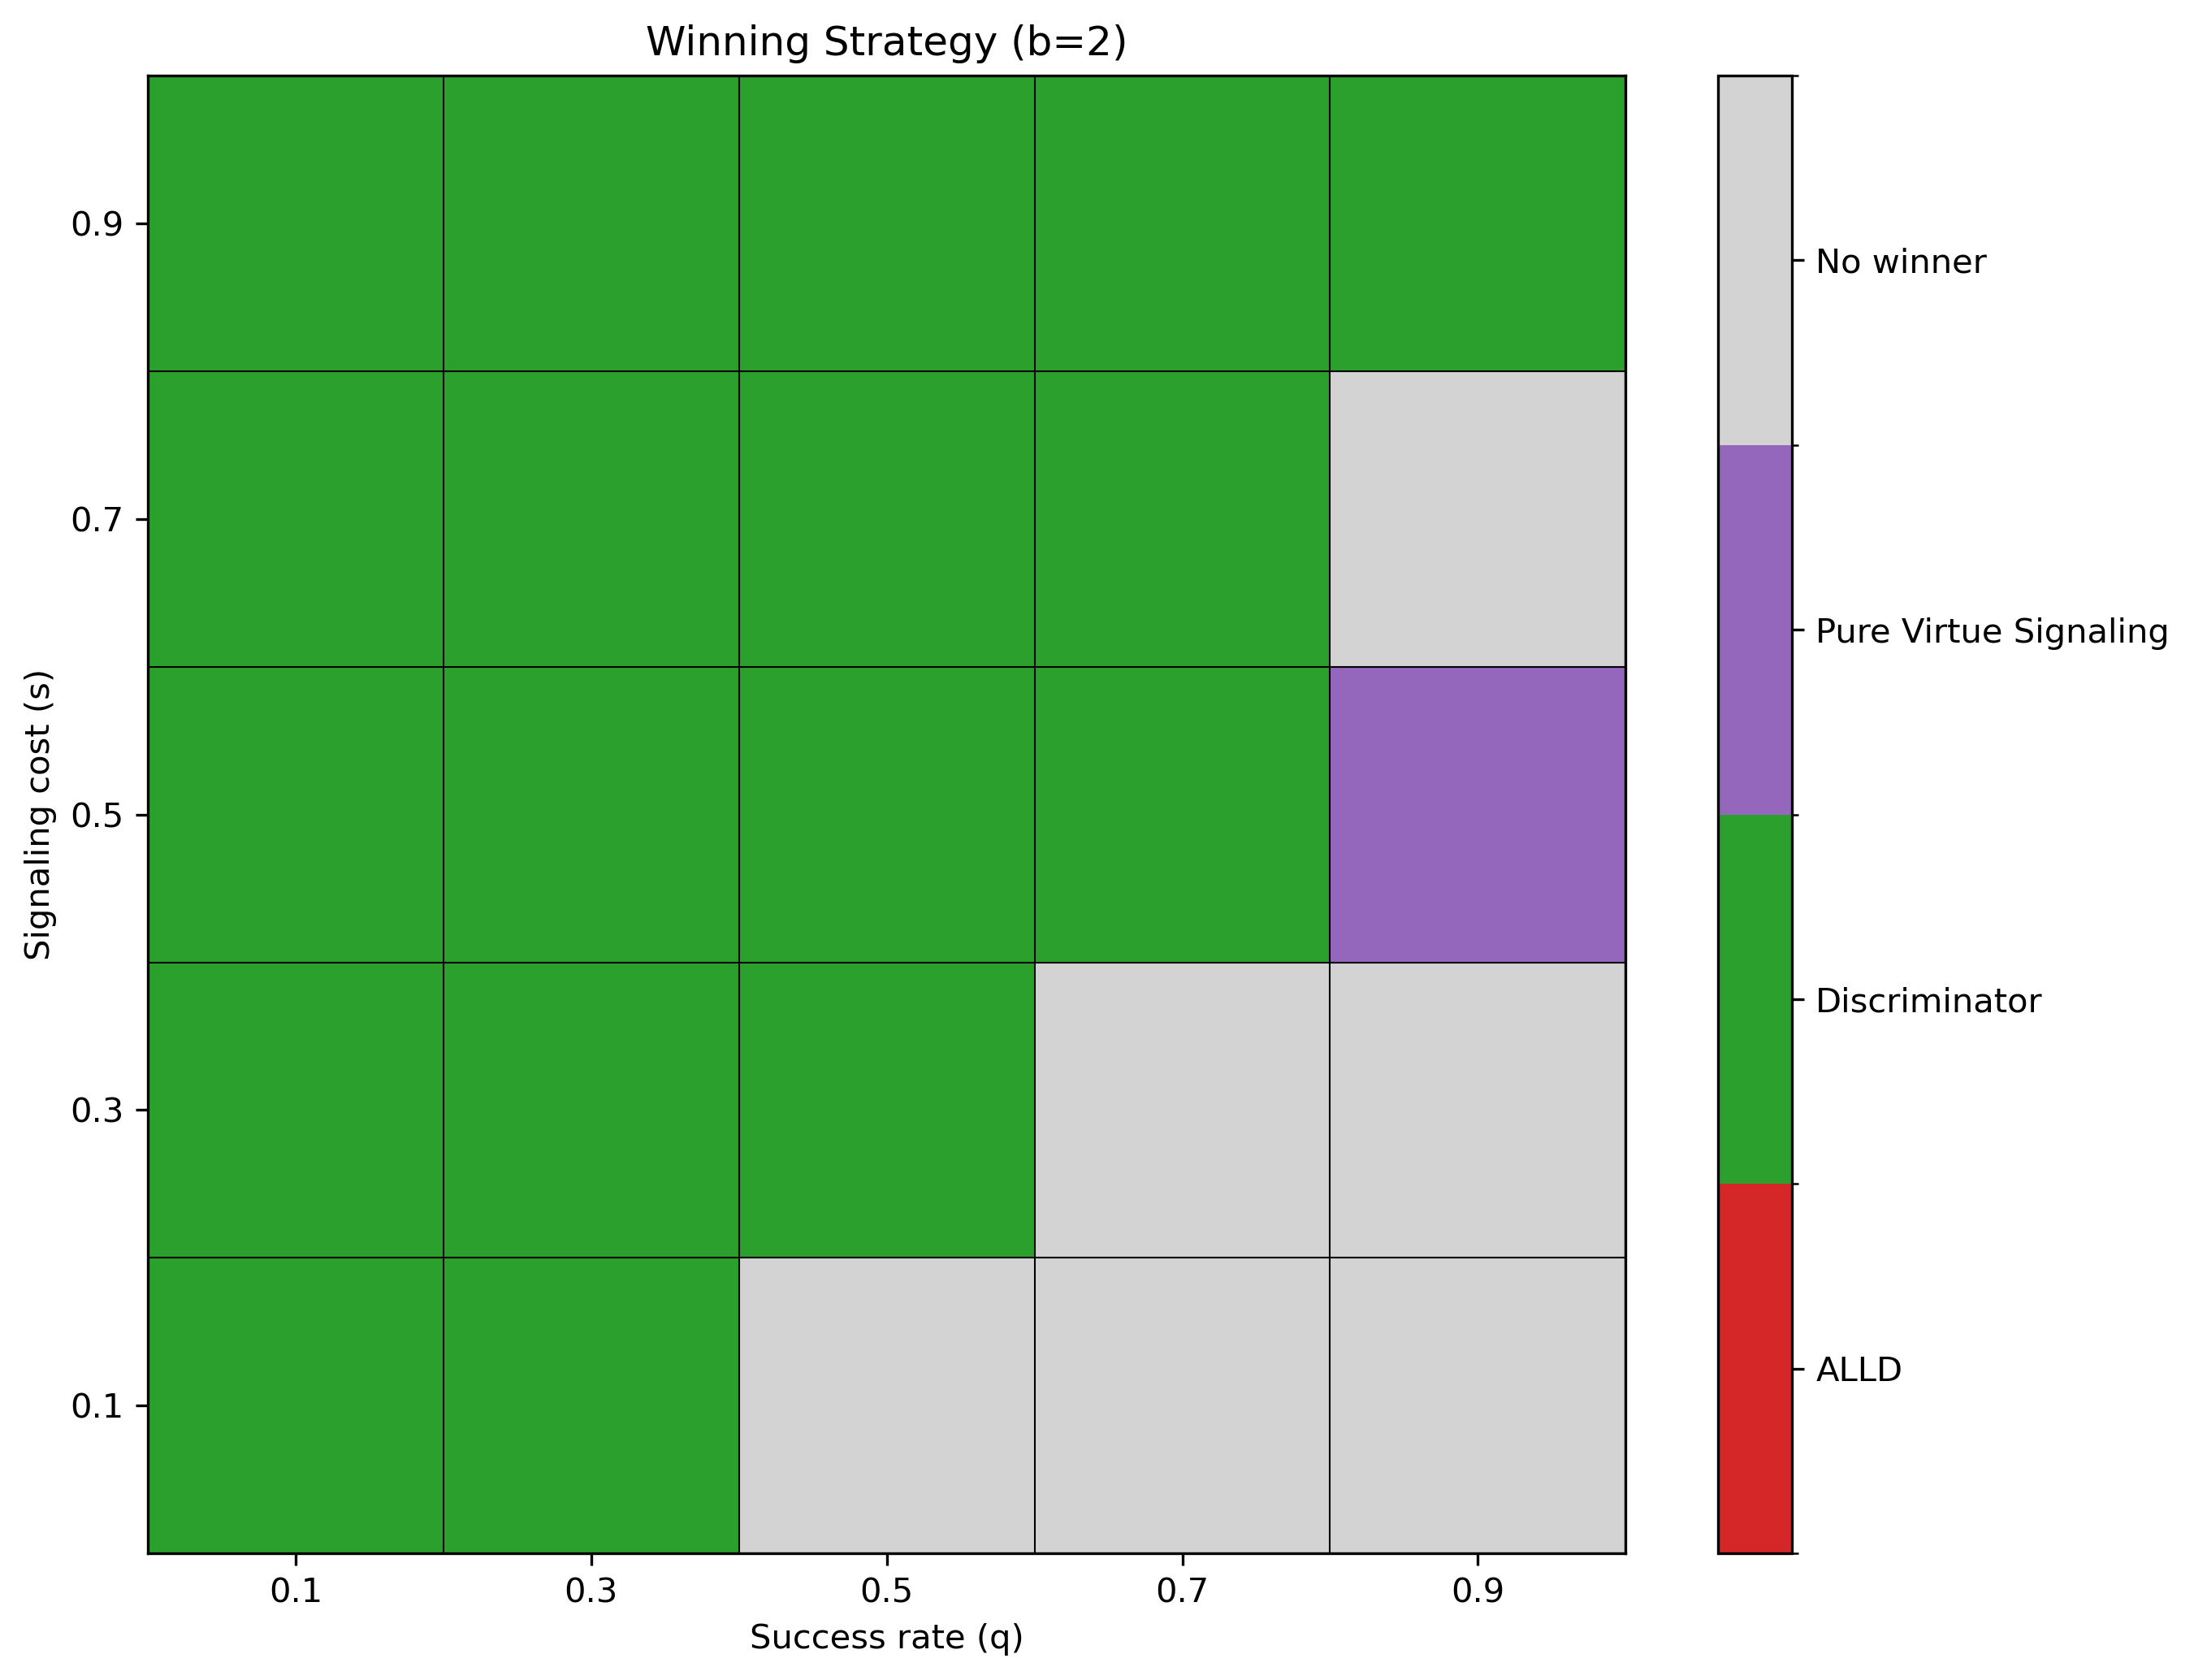 Winning Strategy (b=2)
Signaling cost (s)
0.9
0.7
0.5
0.3
0.1
0.1
0.3
0.5
0.7
0.9
Success rate (q)
No winner
Pure Virtue Signaling
Discriminator
ALLD